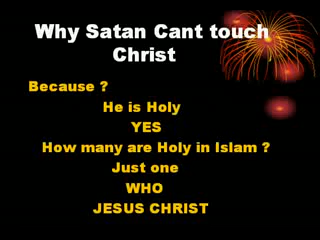 Why Satan Cant touch
Christ
Because ?
He is Holy
YES
How many are Holy in Islam ?
Just one
WHO
JESUS CHRIST